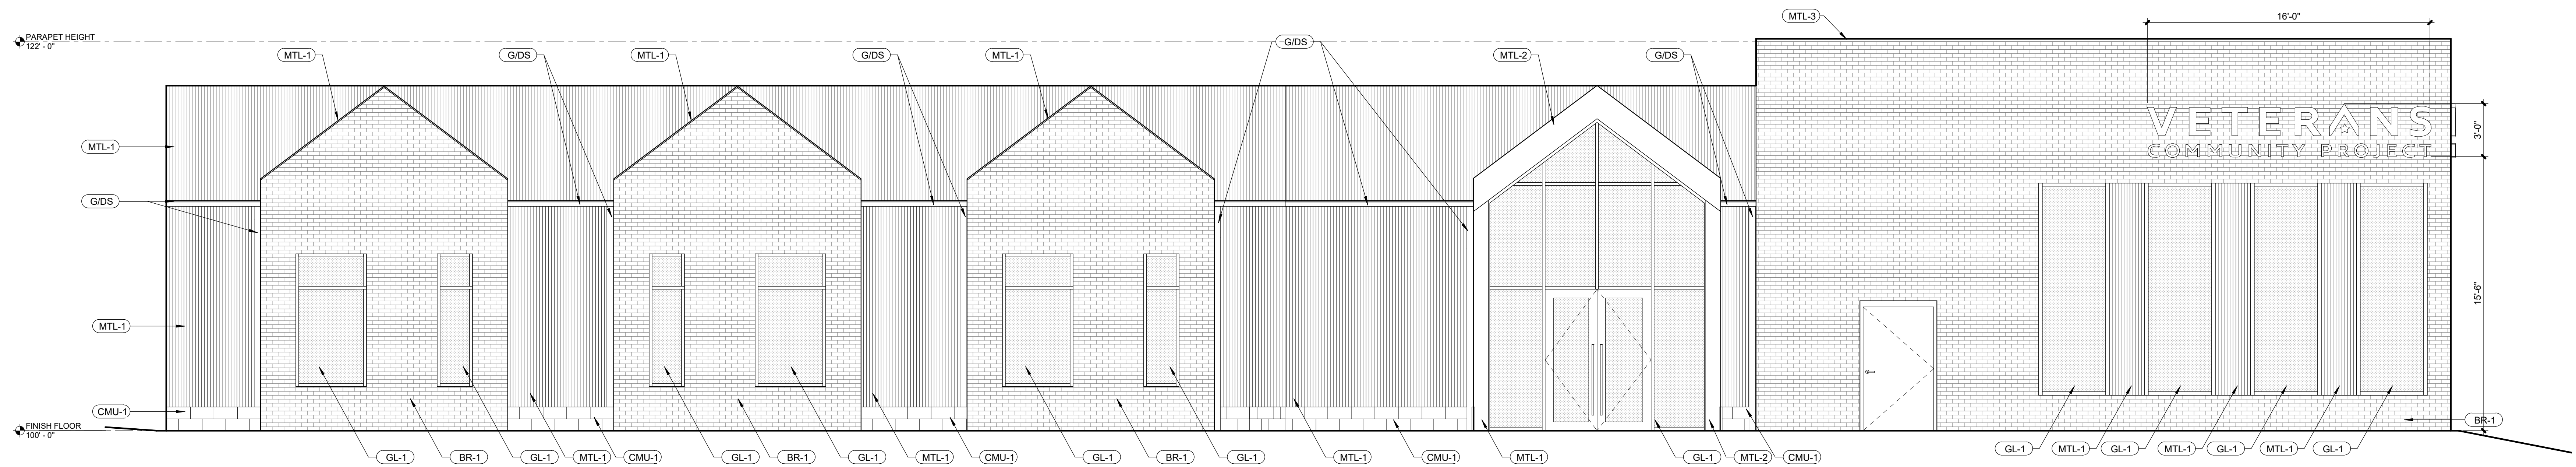 MTL-3
16'-0"
PARAPET HEIGHT
122' - 0"
G/DS
MTL-1
G/DS
MTL-1
G/DS
MTL-1
MTL-2
G/DS
VETERANS
COMMUNITY PROJECT
3'-0"
MTL-1
G/DS
15'-6"
MTL-1
CMU-1
FINISH FLOOR
100' - 0"
BR-1
GL-1
MTL-1
GL-1
MTL-1
GL-1
MTL-1
GL-1
GL-1
BR-1
GL-1
MTL-1
CMU-1
GL-1
BR-1
GL-1
MTL-1
CMU-1
GL-1
BR-1
GL-1
MTL-1
CMU-1
MTL-1
GL-1
MTL-2
CMU-1